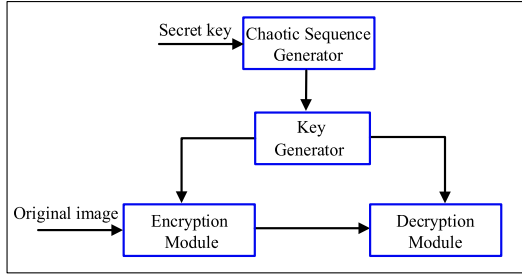 Secret key
Chaotic Sequence
Generator
Key
Generator
Original image
Encryption
Module
Decryption
Module